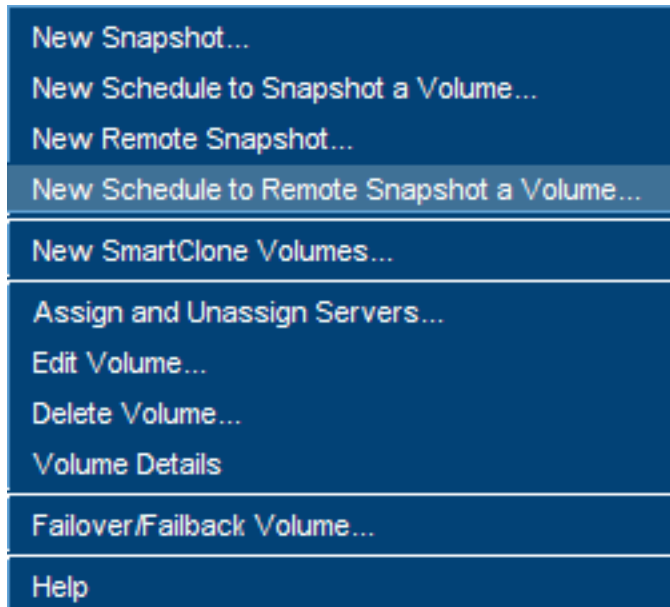 New Snapshot...
New Schedule to Snapshot a Volume...
New Remote Snapshot...
New Schedule to Remote Snapshot a Volume...
New SmartClone Volumes...
Assign and Unassign Servers...
Edit Volume...
Delete Volume...
Volume Details
Failover/Failback Volume...
Help